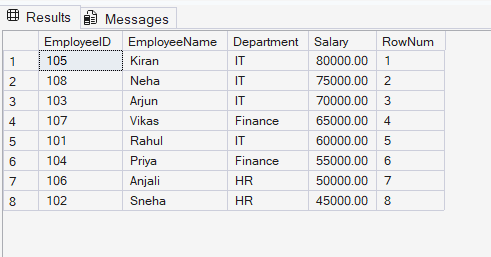 Results Messages
EmployeeID EmployeeName Department Salary RowNum
1 105 Kiran IT 80000.00 1
2 108 Neha IT 75000.00 2
3 103 Arjun IT 70000.00 3
4 107 Vikas Finance 65000.00 4
5 101 Rahul IT 60000.00 5
6 104 Priya Finance 55000.00 6
7 106 Anjali HR 50000.00 7
8 102 Sneha HR 45000.00 8